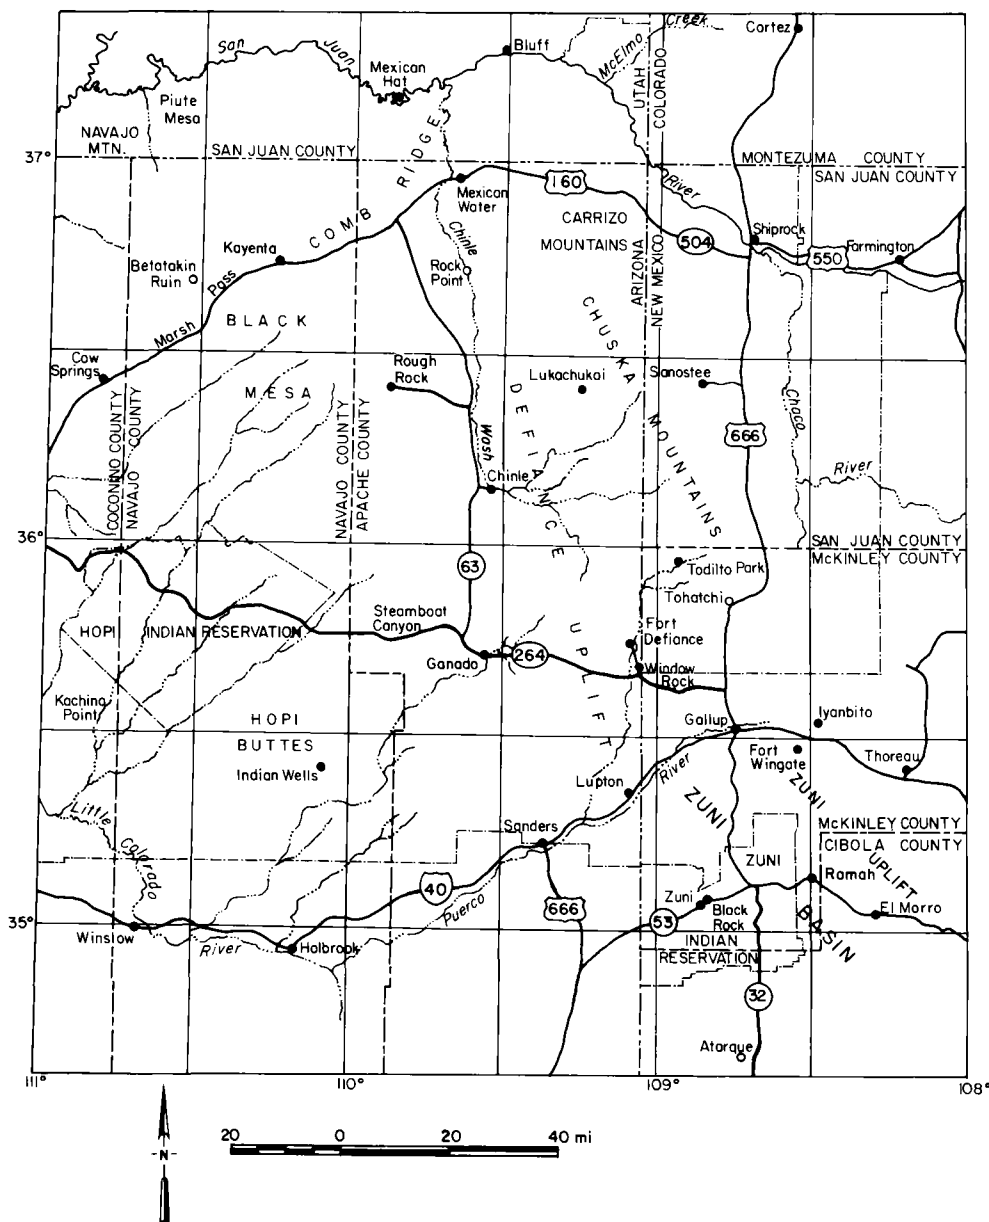 Creek
Cortez
San
Juan
Bluff
McElmo
Mexican
Hat
UTAH
COLORADO
Piute
Mesa
NAVAJO
MTN.
SAN JUAN COUNTY
37°
MONTEZUMA COUNTY
SAN JUAN COUNTY
COMB RIDGE
River
Mexican
Water
160
CARRIZO
MOUNTAINS
504
Shiprock
Farmington
550
Kayenta
Chinle
Rock
Point
Betatakin
Ruin
Marsh Pass
ARIZONA
NEW MEXICO
BLACK
MESA
CHUSKA
MOUNTAINS
Cow
Springs
Rough
Rock
Lukachukai
Sanostee
Chaco
River
DEFIANCE
UPLIFT
666
Wash
COCONINO COUNTY
NAVAJO COUNTY
NAVAJO COUNTY
APACHE COUNTY
Chinle
36°
SAN JUAN COUNTY
McKINLEY COUNTY
63
Todilto Park
Tohatchi
Steamboat
Canyon
Fort
Defiance
HOPI INDIAN RESERVATION
Ganado
264
Window
Rock
Kachina
Point
HOPI
BUTTES
Gallup
Iyanbito
Indian Wells
Fort
Wingate
Thoreau
Lupton
River
ZUNI
ZUNI
Little
Colorado
Sanders
McKINLEY COUNTY
CIBOLA COUNTY
ZUNI
Ramah
UPLIFT
40
Puerco
666
Zuni
Black
Rock
El Morro
35°
Winslow
River
Holbrook
53
INDIAN
RESERVATION
BASIN
32
Atarque
111°
110°
109°
108°
-N-
20 0 20 40 mi